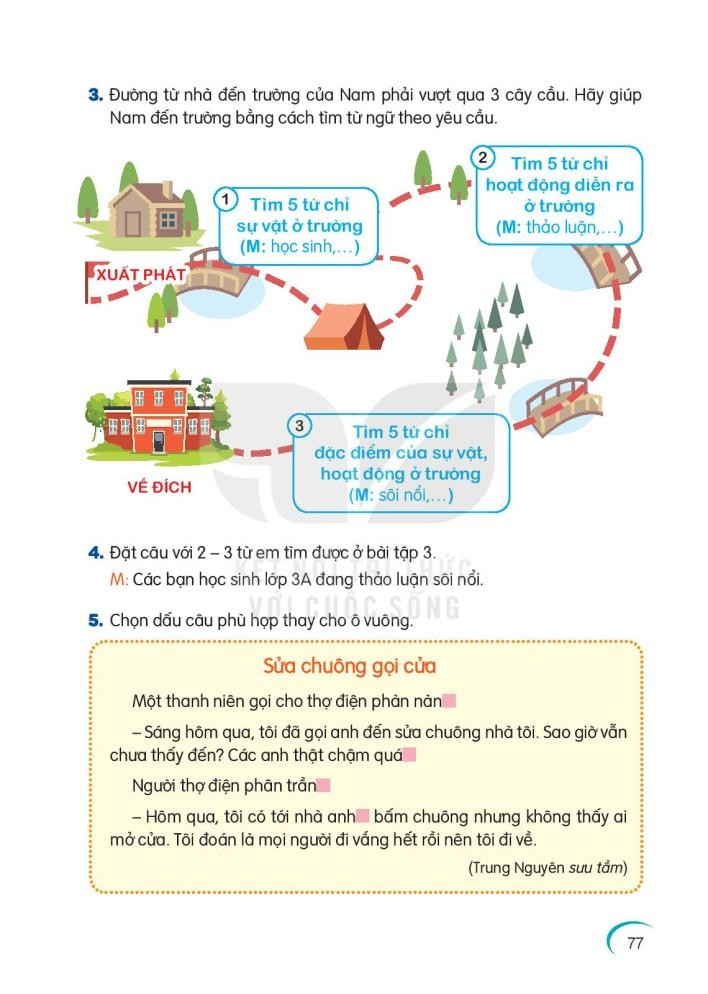 3. Đường từ nhà đến trường của Nam phải vượt qua 3 cây cầu. Hãy giúp
Nam đến trường bằng cách tìm từ ngữ theo yêu cầu.
1
Tìm 5 từ chỉ
sự vật ở trường
(M: học sinh,...)
2
Tìm 5 từ chỉ
hoạt động diễn ra
ở trường
(M: thảo luận,...)
XUẤT PHÁT
3
Tìm 5 từ chỉ
đặc điểm của sự vật,
hoạt động ở trường
(M: sôi nổi,...)
VỀ ĐÍCH
4. Đặt câu với 2 – 3 từ em tìm được ở bài tập 3.
KẾT NỐI TRI THỨC
M: Các bạn học sinh lớp 3A đang thảo luận sôi nổi.
VỚI CUỘC SỐNG
5. Chọn dấu câu phù hợp thay cho ô vuông.
Sửa chuông gọi cửa
Một thanh niên gọi cho thợ điện phàn nàn
– Sáng hôm qua, tôi đã gọi anh đến sửa chuông nhà tôi. Sao giờ vẫn
chưa thấy đến? Các anh thật chậm quá
Người thợ điện phân trần
– Hôm qua, tôi có tới nhà anh bấm chuông nhưng không thấy ai
mở cửa. Tôi đoán là mọi người đi vắng hết rồi nên tôi đi về.
(Trung Nguyên sưu tầm)
77